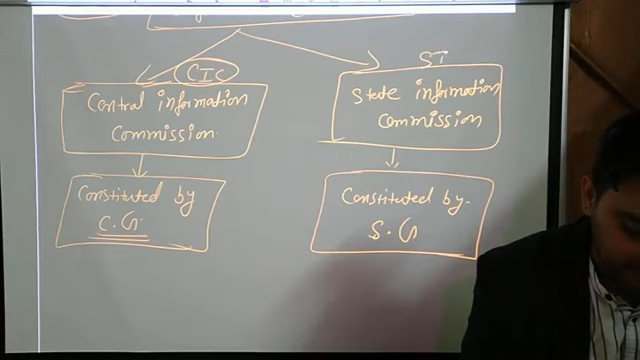 CIC
ST
Central information
commission.
State information
commission
Constituted by
C.G.
Constituted by.
S.G